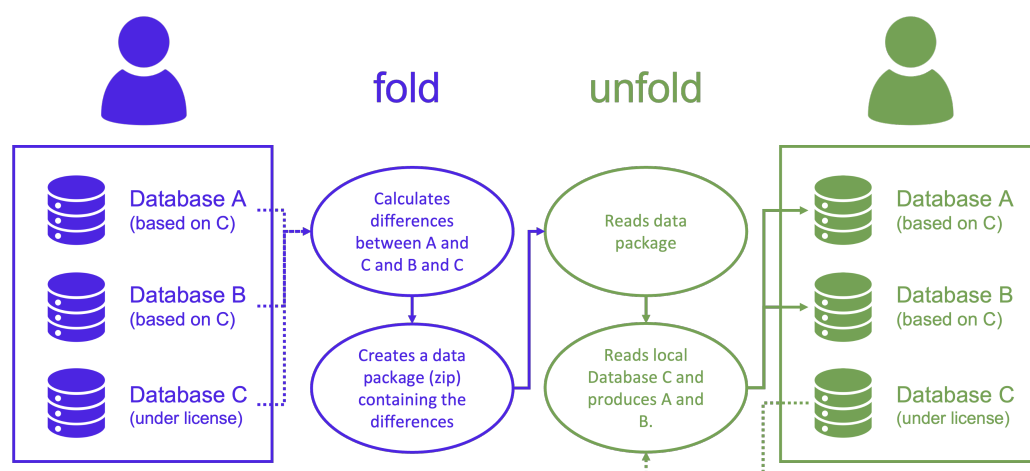 fold
unfold
Database A
(based on C)
Database B
(based on C)
Database C
(under license)
Calculates
differences
between A and
C and B and C
Creates a data
package (zip)
containing the
differences
Reads data
package
Reads local
Database C and
produces A and
B.
Database A
(based on C)
Database B
(based on C)
Database C
(under license)